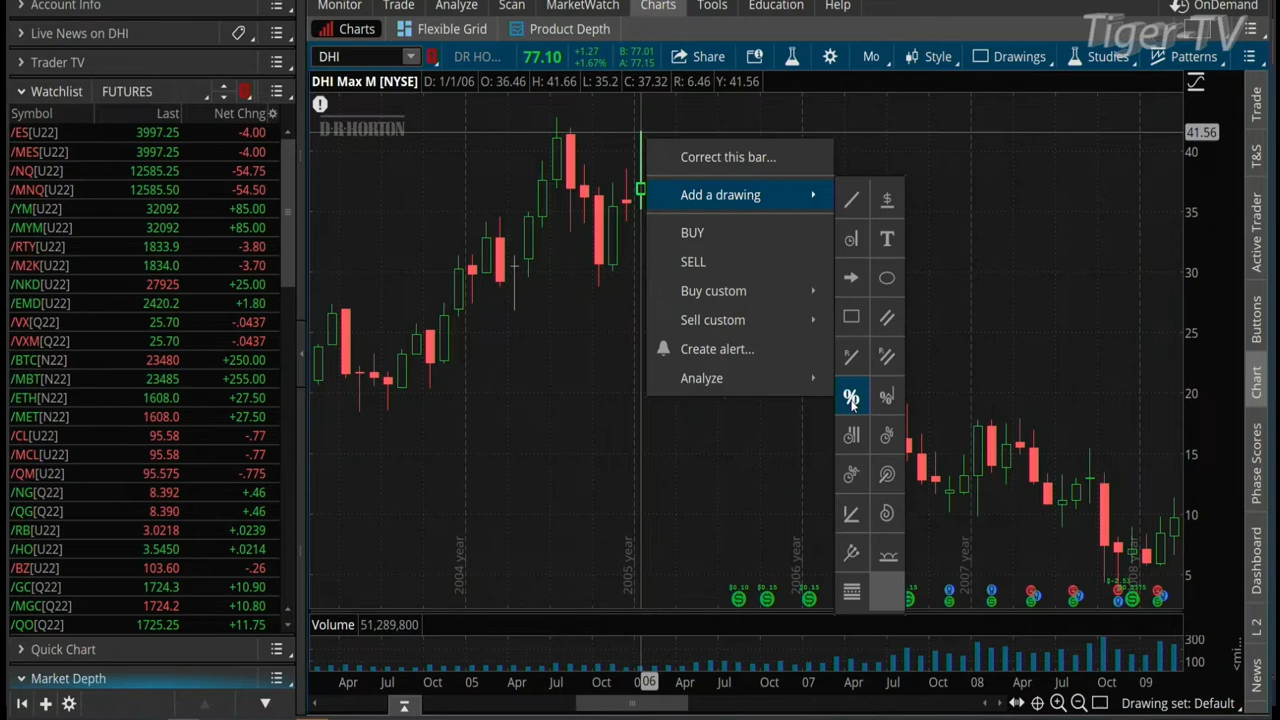 Account Info
Monitor Trade Analyze Scan MarketWatch Charts Tools Education Help OnDemand
Tiger-TV
Live News on DHI
Charts Flexible Grid Product Depth
Trader TV
DHI DR HO... 77.10 +1.27 +1.67% B: 77.01 A: 77.15 Share Mo Style Drawings Studies Patterns
DHI Max M [NYSE] D: 1/1/06 O: 36.46 H: 41.66 L: 35.2 C: 37.32 R: 6.46 Y: 41.56
Watchlist FUTURES
Symbol Last Net Chng
/ES[U22] 3997.25 -4.00
/MES[U22] 3997.25 -4.00
/NQ[U22] 12585.25 -54.75
/MNQ[U22] 12585.50 -54.50
/YM[U22] 32092 +85.00
/MYM[U22] 32092 +85.00
/RTY[U22] 1833.9 -3.80
/M2K[U22] 1834.0 -3.70
/NKD[U22] 27925 +25.00
/EMD[U22] 2420.2 +1.80
/VX[Q22] 25.70 -.0437
/VXM[Q22] 25.70 -.0437
/BTC[N22] 23480 +250.00
/MBT[N22] 23485 +255.00
/ETH[N22] 1608.0 +27.50
/MET[N22] 1608.0 +27.50
/CL[U22] 95.58 -.77
/MCL[U22] 95.58 -.77
/QM[U22] 95.575 -.775
/NG[Q22] 8.392 +.46
/QG[Q22] 8.392 +.46
/RB[U22] 3.0218 +.0239
/HO[U22] 3.5450 +.0214
/BZ[U22] 103.60 -.26
/GC[Q22] 1724.3 +10.90
/MGC[Q22] 1724.2 +10.80
/QO[Q22] 1725.25 +11.75
Quick Chart
Market Depth
D·R·HORTON
Correct this bar...
Add a drawing
BUY
SELL
Buy custom
Sell custom
Create alert...
Analyze
41.56
40
35
30
25
20
15
10
5
2004 year
2005 year
2006 year
2007 year
2008 year
$0.10 $0.15 $0.15
Volume 51,289,800
300
100
Apr Jul Oct 05 Apr Jul Oct 06 Apr Jul Oct 07 Apr Jul Oct 08 Apr Jul Oct 09
Drawing set: Default
Trade
T&S
Active Trader
Buttons
Chart
Phase Scores
Dashboard
L 2
News